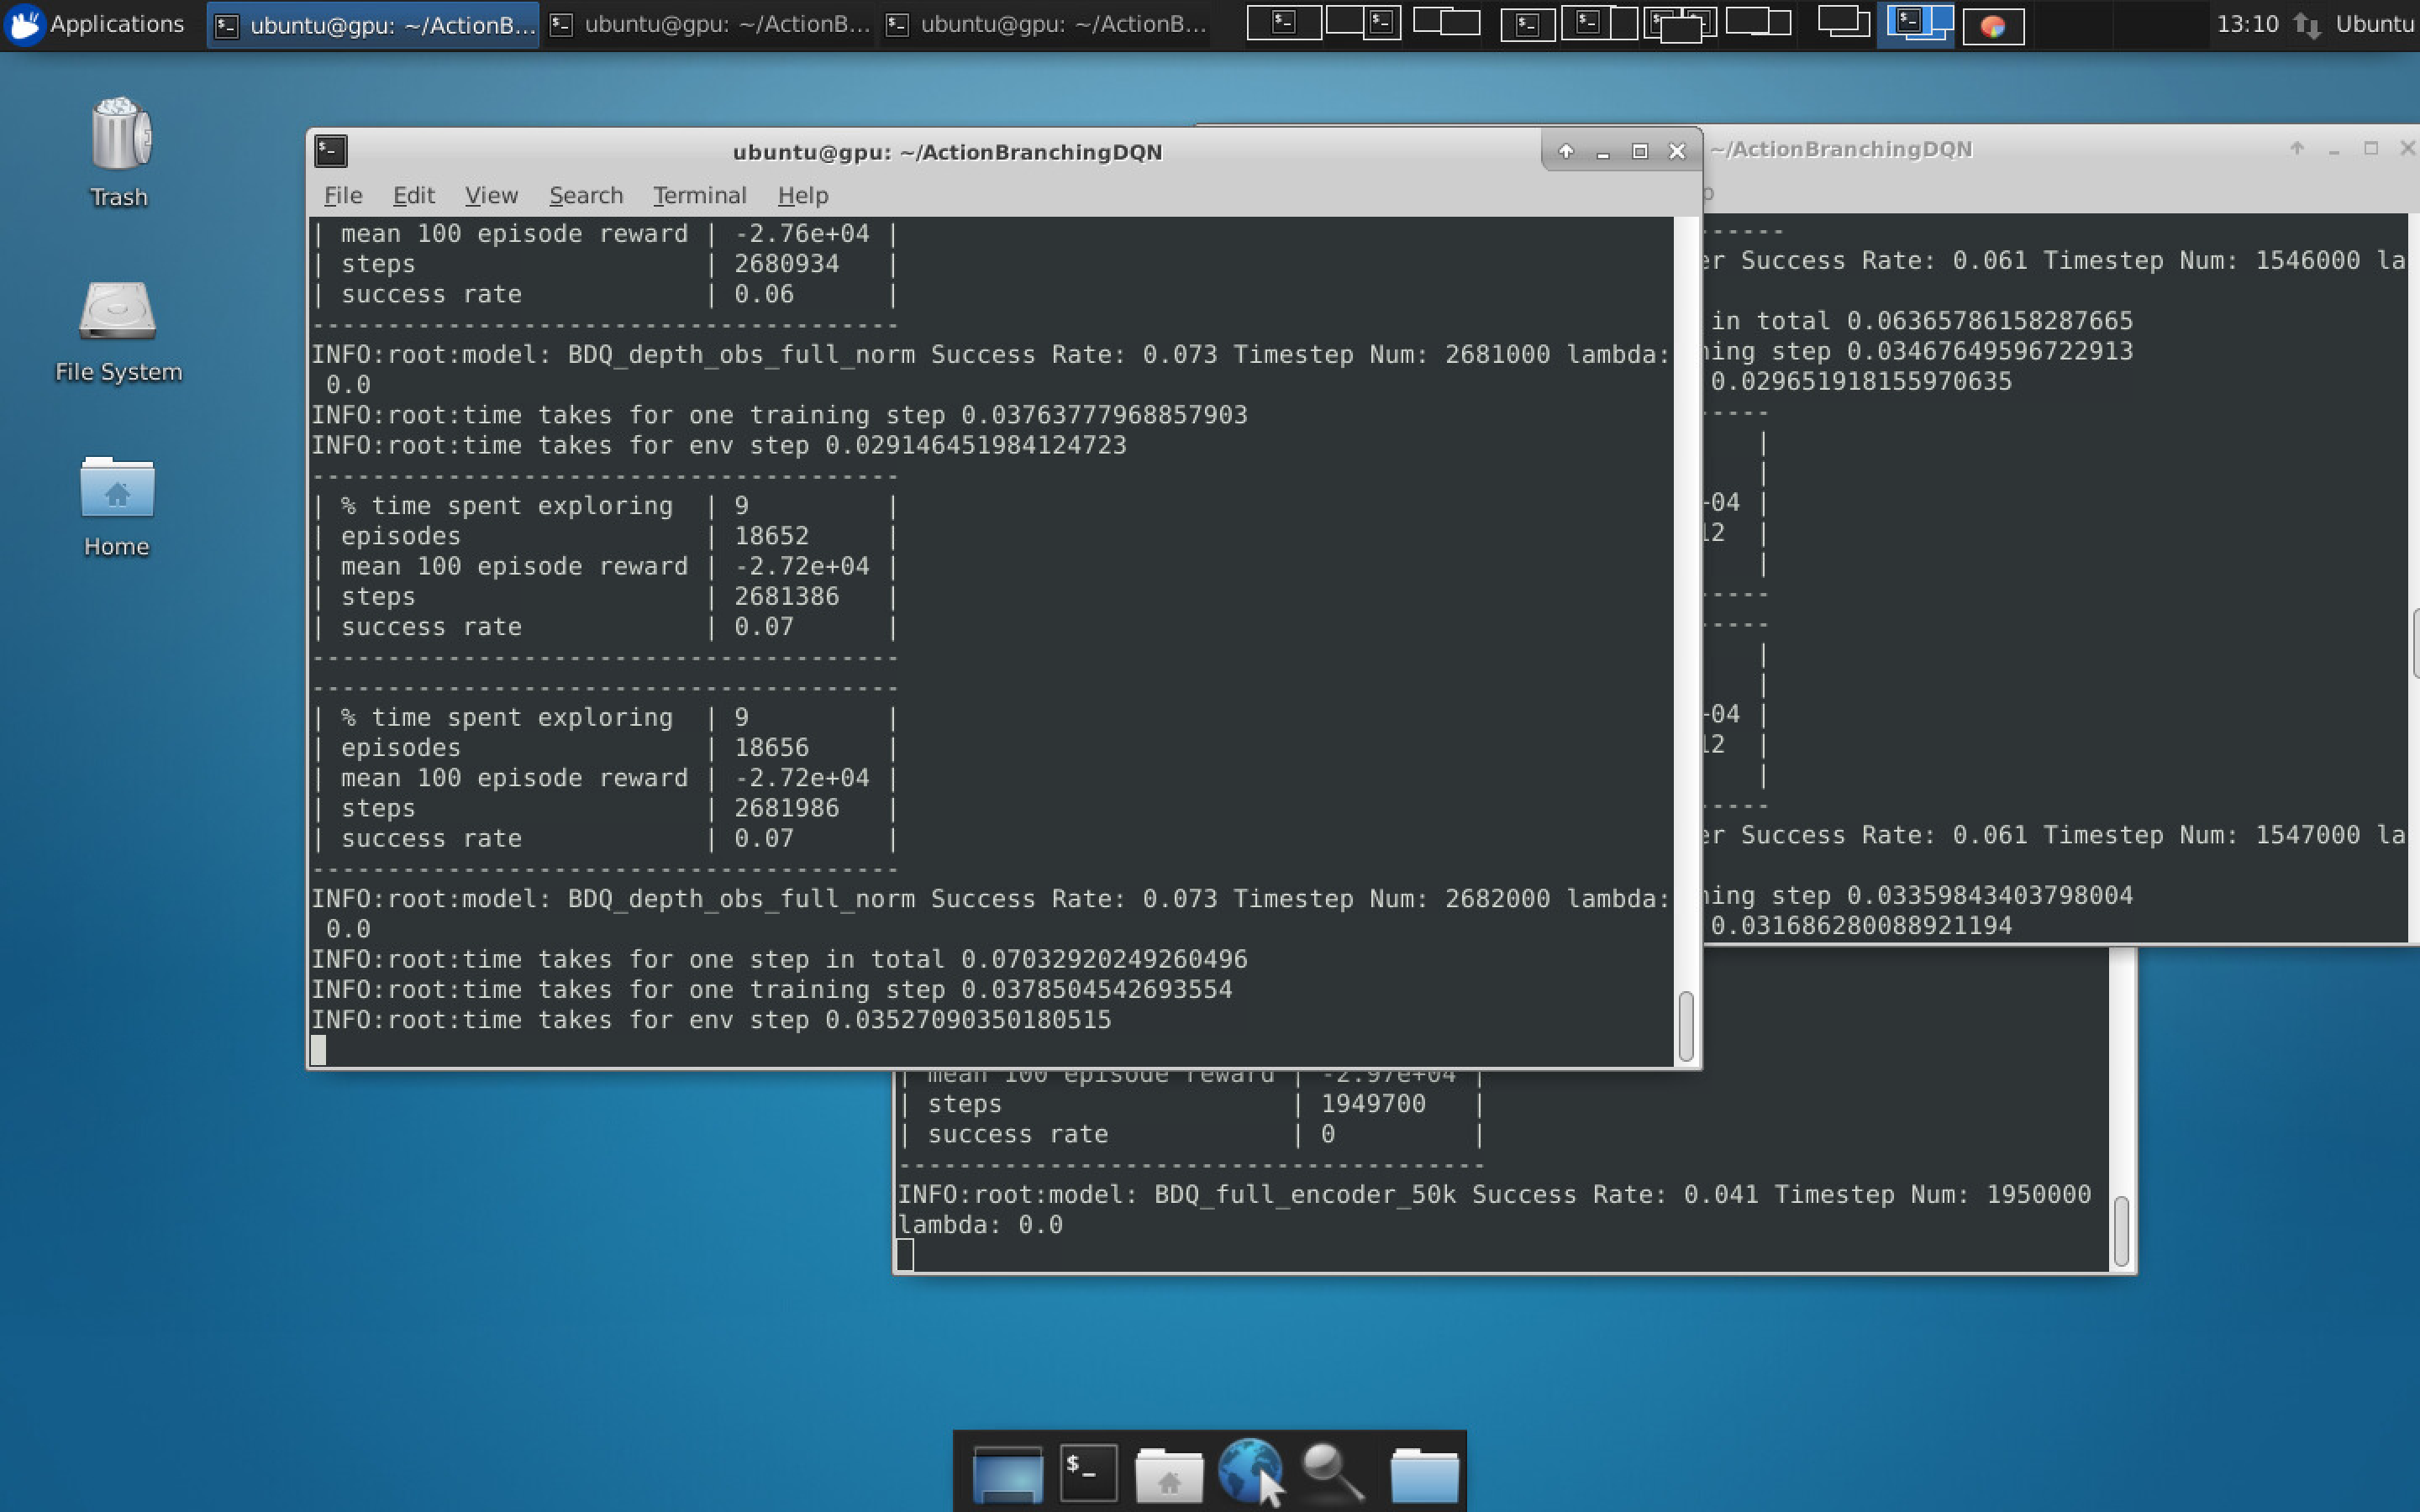 Applications
ubuntu@gpu: ~/ActionB...
ubuntu@gpu: ~/ActionB...
ubuntu@gpu: ~/ActionB...
13:10
Ubuntu
Trash
File System
Home
ubuntu@gpu: ~/ActionBranchingDQN
File Edit View Search Terminal Help
| mean 100 episode reward | -2.76e+04 |
| steps | 2680934 |
| success rate | 0.06 |
---------------------------------------
INFO:root:model: BDQ_depth_obs_full_norm Success Rate: 0.073 Timestep Num: 2681000 lambda:
0.0
INFO:root:time takes for one training step 0.03763777968857903
INFO:root:time takes for env step 0.029146451984124723
---------------------------------------
| % time spent exploring | 9 |
| episodes | 18652 |
| mean 100 episode reward | -2.72e+04 |
| steps | 2681386 |
| success rate | 0.07 |
---------------------------------------
---------------------------------------
| % time spent exploring | 9 |
| episodes | 18656 |
| mean 100 episode reward | -2.72e+04 |
| steps | 2681986 |
| success rate | 0.07 |
---------------------------------------
INFO:root:model: BDQ_depth_obs_full_norm Success Rate: 0.073 Timestep Num: 2682000 lambda:
0.0
INFO:root:time takes for one step in total 0.07032920249260496
INFO:root:time takes for one training step 0.0378504542693554
INFO:root:time takes for env step 0.03527090350180515
~/ActionBranchingDQN
------
er Success Rate: 0.061 Timestep Num: 1546000 la
in total 0.06365786158287665
ning step 0.03467649596722913
0.029651918155970635
-----
|
|
-04 |
12 |
|
-----
-----
|
|
-04 |
12 |
|
-----
er Success Rate: 0.061 Timestep Num: 1547000 la
ning step 0.03359843403798004
0.031686280088921194
| mean 100 episode reward | -2.97e+04 |
| steps | 1949700 |
| success rate | 0 |
---------------------------------------
INFO:root:model: BDQ_full_encoder_50k Success Rate: 0.041 Timestep Num: 1950000
lambda: 0.0